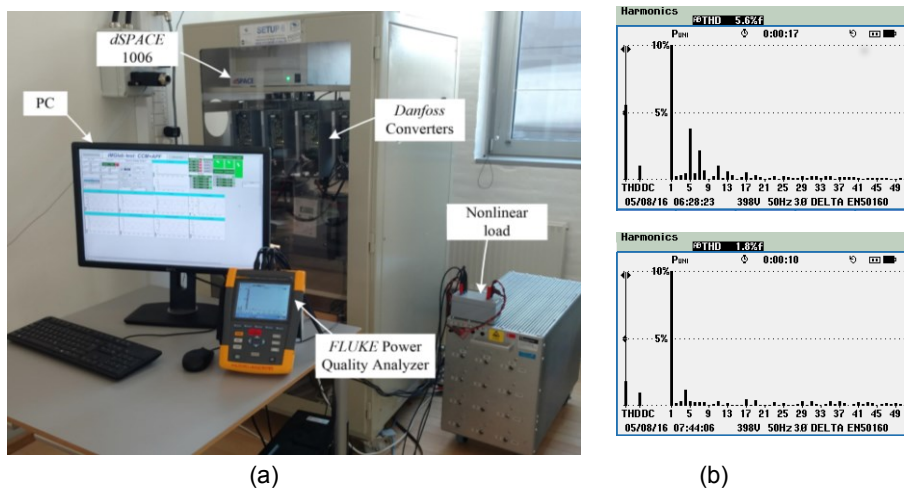 SETUP
dSPACE
1006
dSPACE
PC
Danfoss
Converters
Nonlinear
load
FLUKE Power
Quality Analyzer
(a)
Harmonics
THD 5.6%f
PUNI 0:00:17
10%
5%
THDDC 1 5 9 13 17 21 25 29 33 37 41 45 49
05/08/16 06:28:23 398V 50Hz 3Ø DELTA EN50160
Harmonics
THD 1.8%f
PUNI 0:00:10
10%
5%
THDDC 1 5 9 13 17 21 25 29 33 37 41 45 49
05/08/16 07:44:06 398V 50Hz 3Ø DELTA EN50160
(b)